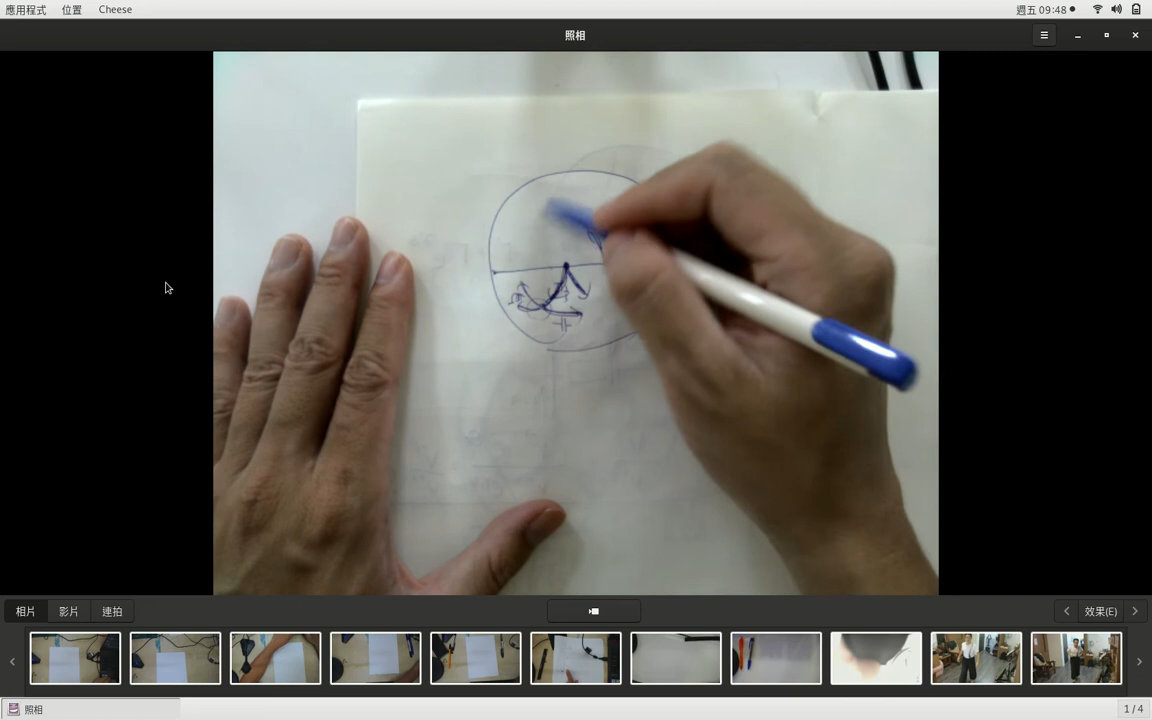 應用程式 位置 Cheese 週五 09:48
照相
相片 影片 連拍 效果(E)
照相 1 / 4